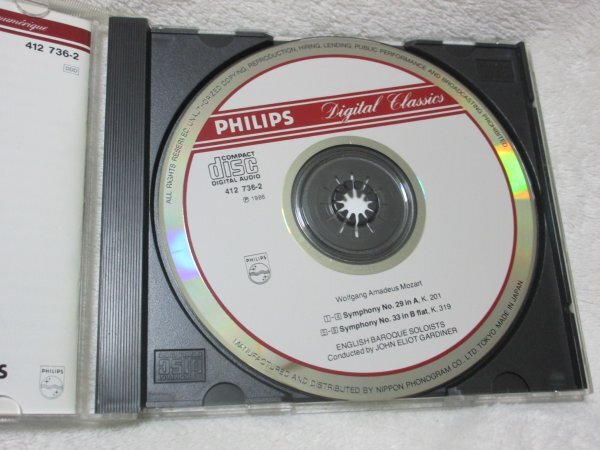 numérique
412 736-2
DDD
PHILIPS
ALL RIGHTS RESERVED. UNAUTHORIZED COPYING, REPRODUCTION, HIRING, LENDING, PUBLIC PERFORMANCE AND BROADCASTING PROHIBITED.
PHILIPS Digital Classics
COMPACT
disc
DIGITAL AUDIO
412 736-2
℗ 1986
PHILIPS
Wolfgang Amadeus Mozart
Symphony No. 29 in A, K. 201
Symphony No. 33 in B flat, K. 319
ENGLISH BAROQUE SOLOISTS
Conducted by JOHN ELIOT GARDINER
MANUFACTURED AND DISTRIBUTED BY NIPPON PHONOGRAM CO., LTD. TOKYO MADE IN JAPAN
disc